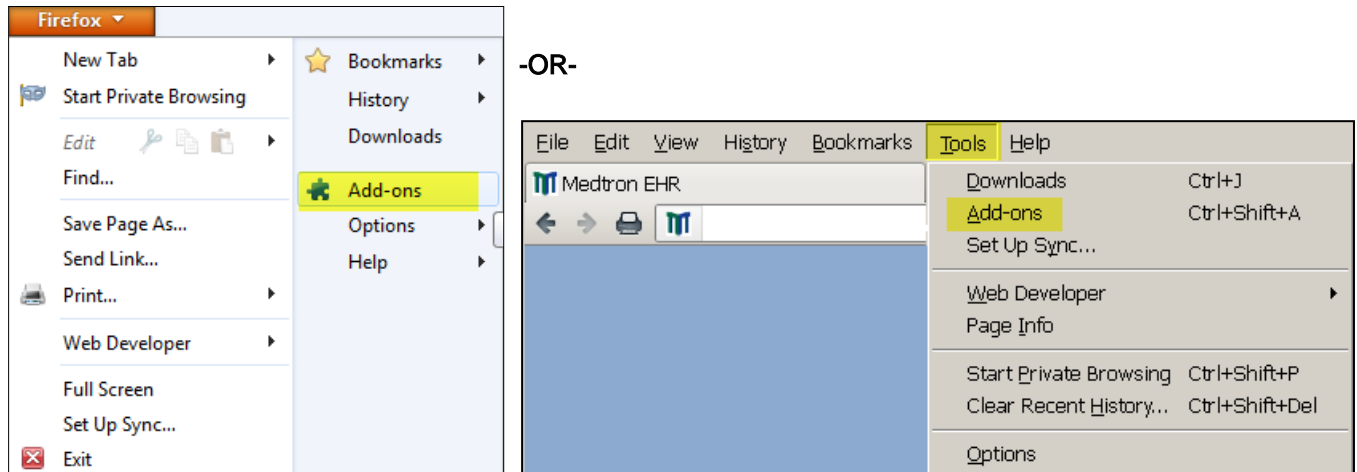 Firefox
New Tab
Start Private Browsing
Edit
Find...
Save Page As...
Send Link...
Print...
Web Developer
Full Screen
Set Up Sync...
Exit
Bookmarks
History
Downloads
Add-ons
Options
Help
-OR-
File Edit View History Bookmarks Tools Help
Medtron EHR
Downloads Ctrl+J
Add-ons Ctrl+Shift+A
Set Up Sync...
Web Developer
Page Info
Start Private Browsing Ctrl+Shift+P
Clear Recent History... Ctrl+Shift+Del
Options